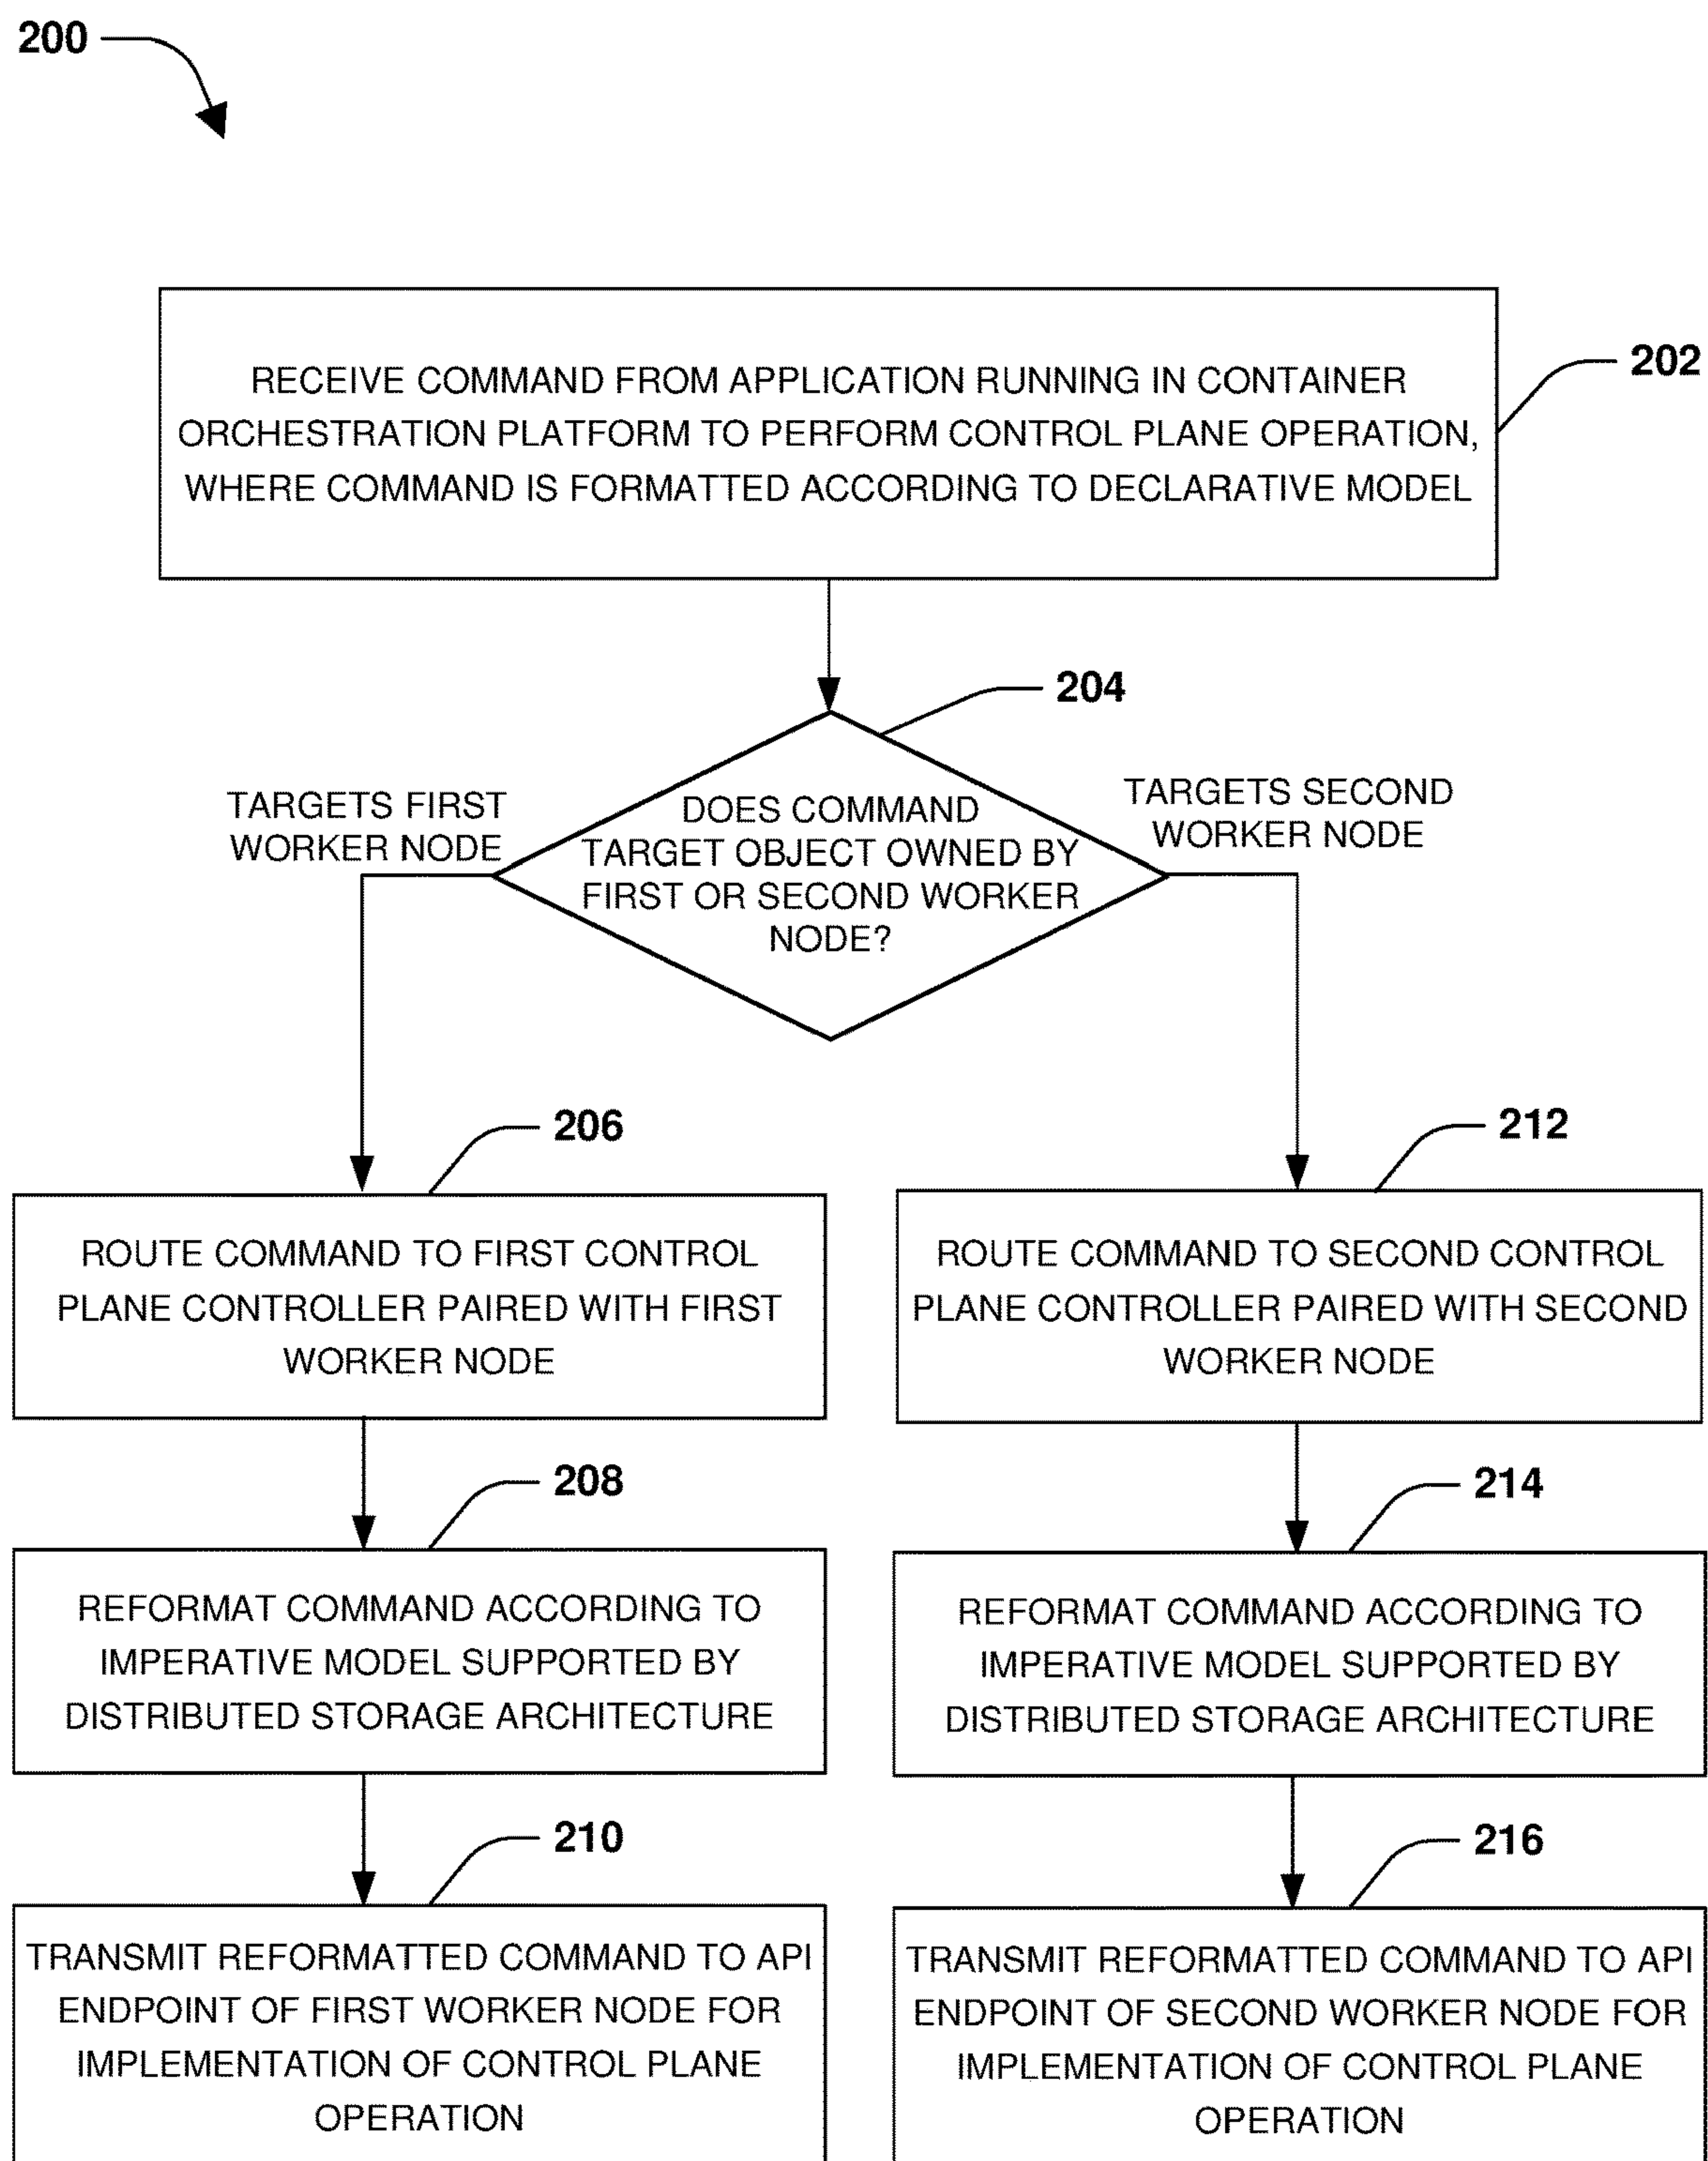 200
RECEIVE COMMAND FROM APPLICATION RUNNING IN CONTAINER
ORCHESTRATION PLATFORM TO PERFORM CONTROL PLANE OPERATION,
WHERE COMMAND IS FORMATTED ACCORDING TO DECLARATIVE MODEL
202
204
DOES COMMAND
TARGET OBJECT OWNED BY
FIRST OR SECOND WORKER
NODE?
TARGETS FIRST
WORKER NODE
TARGETS SECOND
WORKER NODE
206
ROUTE COMMAND TO FIRST CONTROL
PLANE CONTROLLER PAIRED WITH FIRST
WORKER NODE
208
REFORMAT COMMAND ACCORDING TO
IMPERATIVE MODEL SUPPORTED BY
DISTRIBUTED STORAGE ARCHITECTURE
210
TRANSMIT REFORMATTED COMMAND TO API
ENDPOINT OF FIRST WORKER NODE FOR
IMPLEMENTATION OF CONTROL PLANE
OPERATION
212
ROUTE COMMAND TO SECOND CONTROL
PLANE CONTROLLER PAIRED WITH SECOND
WORKER NODE
214
REFORMAT COMMAND ACCORDING TO
IMPERATIVE MODEL SUPPORTED BY
DISTRIBUTED STORAGE ARCHITECTURE
216
TRANSMIT REFORMATTED COMMAND TO API
ENDPOINT OF SECOND WORKER NODE FOR
IMPLEMENTATION OF CONTROL PLANE
OPERATION